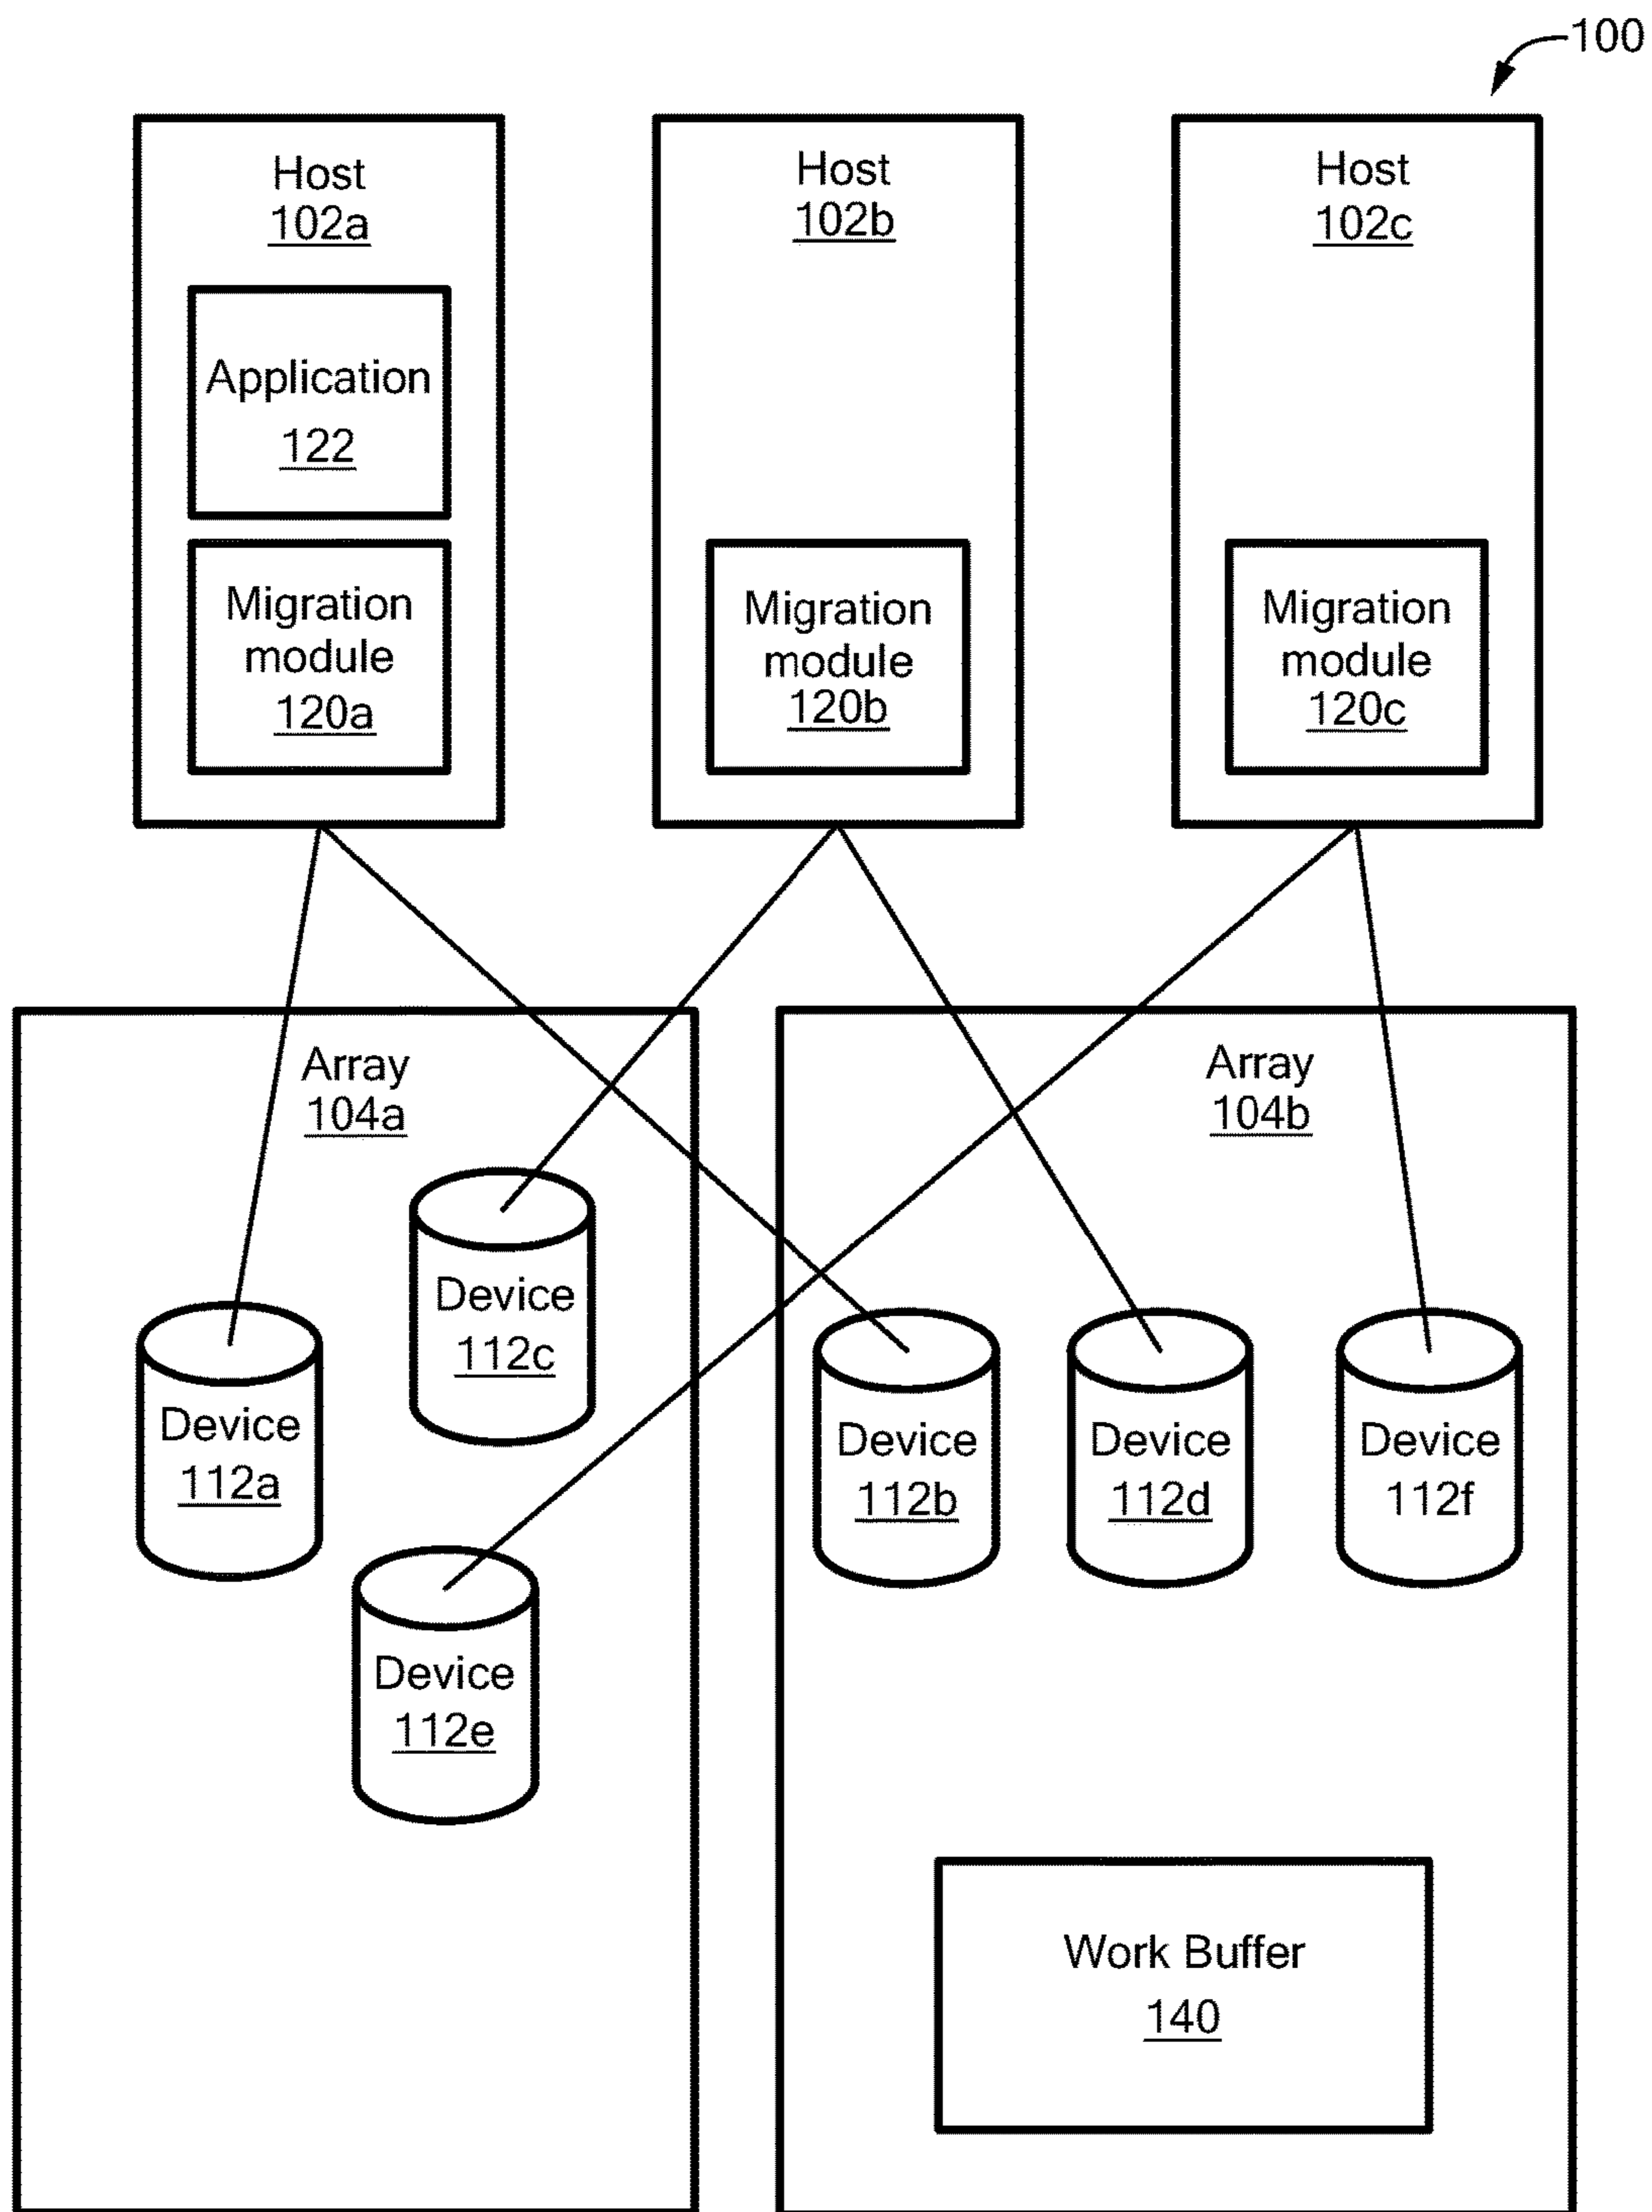 100
Host
102a
Application
122
Migration
module
120a
Host
102b
Migration
module
120b
Host
102c
Migration
module
120c
Array
104a
Device
112c
Device
112a
Device
112e
Array
104b
Device
112b
Device
112d
Device
112f
Work Buffer
140